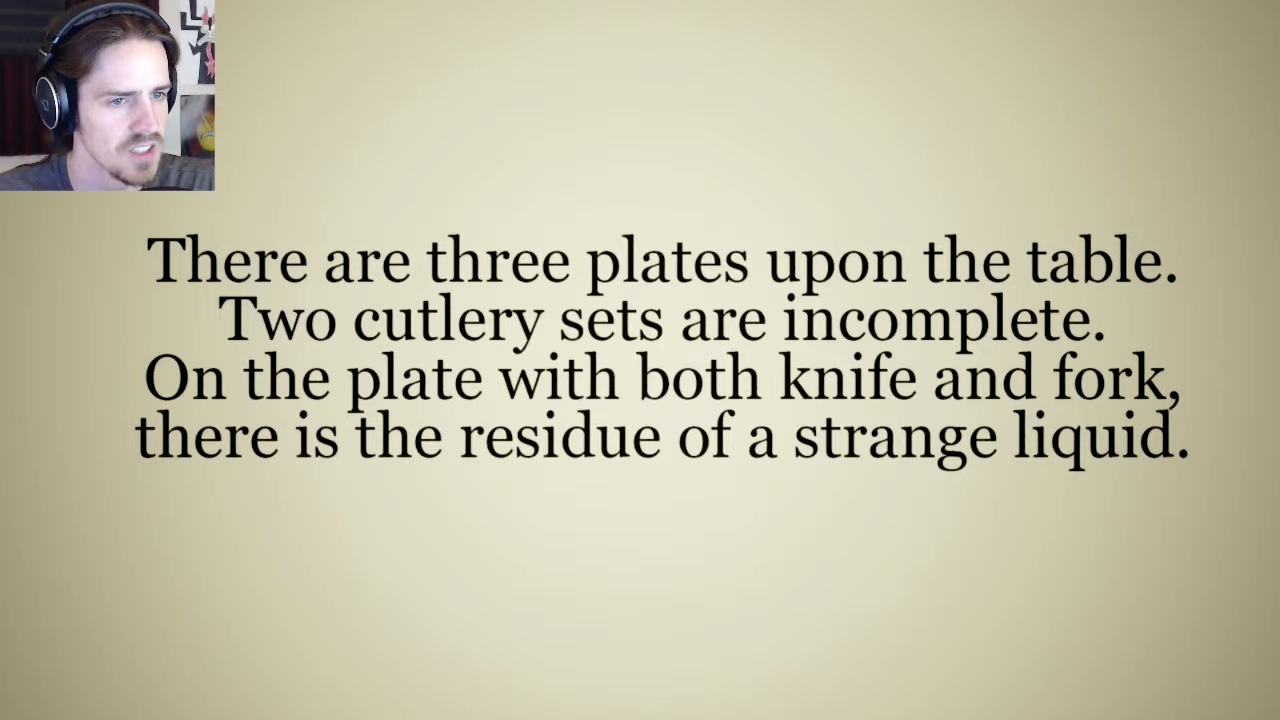 There are three plates upon the table.
Two cutlery sets are incomplete.
On the plate with both knife and fork,
there is the residue of a strange liquid.